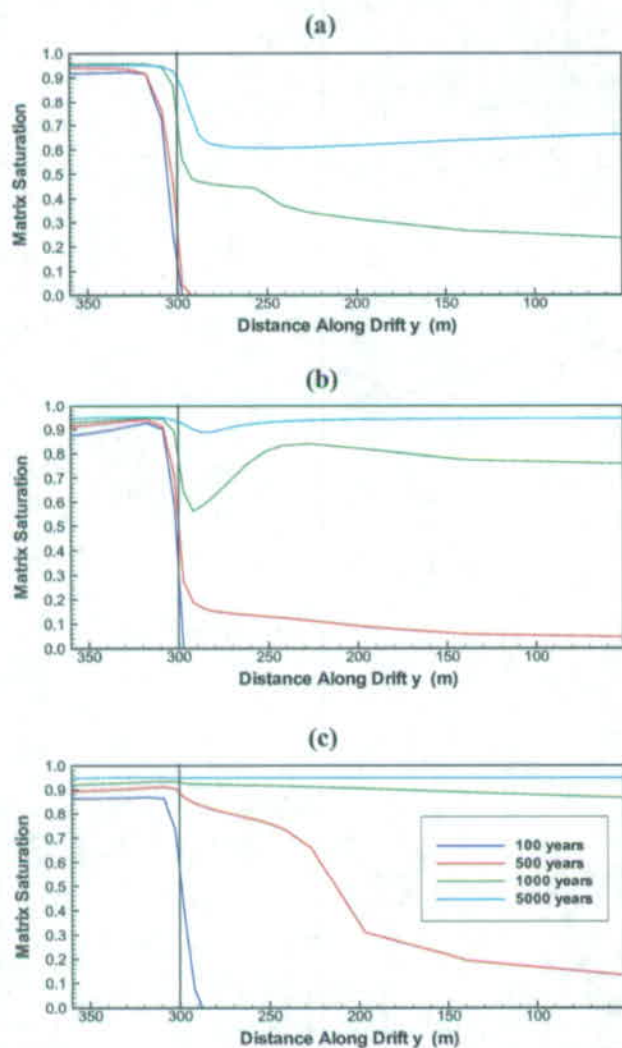 (a)
1.0
0.9
0.8
0.7
0.6
0.5
0.4
0.3
0.2
0.1
0.0
Matrix Saturation
350 300 250 200 150 100
Distance Along Drift y (m)
(b)
1.0
0.9
0.8
0.7
0.6
0.5
0.4
0.3
0.2
0.1
0.0
Matrix Saturation
350 300 250 200 150 100
Distance Along Drift y (m)
(c)
1.0
0.9
0.8
0.7
0.6
0.5
0.4
0.3
0.2
0.1
0.0
Matrix Saturation
100 years
500 years
1000 years
5000 years
350 300 250 200 150 100
Distance Along Drift y (m)